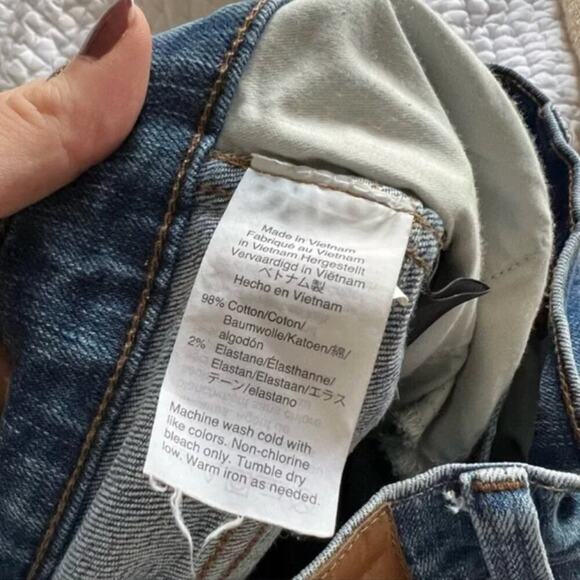 Made in Vietnam
Fabriqué au Vietnam
in Vietnam Hergestellt
Vervaardigd in Viëtnam
ベトナム製
Hecho en Vietnam
98% Cotton/Coton/
Baumwolle/Katoen/綿/
algodón
2% Elastane/Élasthanne/
Elastan/Elastaan/エラス
テーン/elastano
Machine wash cold with
like colors. Non-chlorine
bleach only. Tumble dry
low. Warm iron as needed.